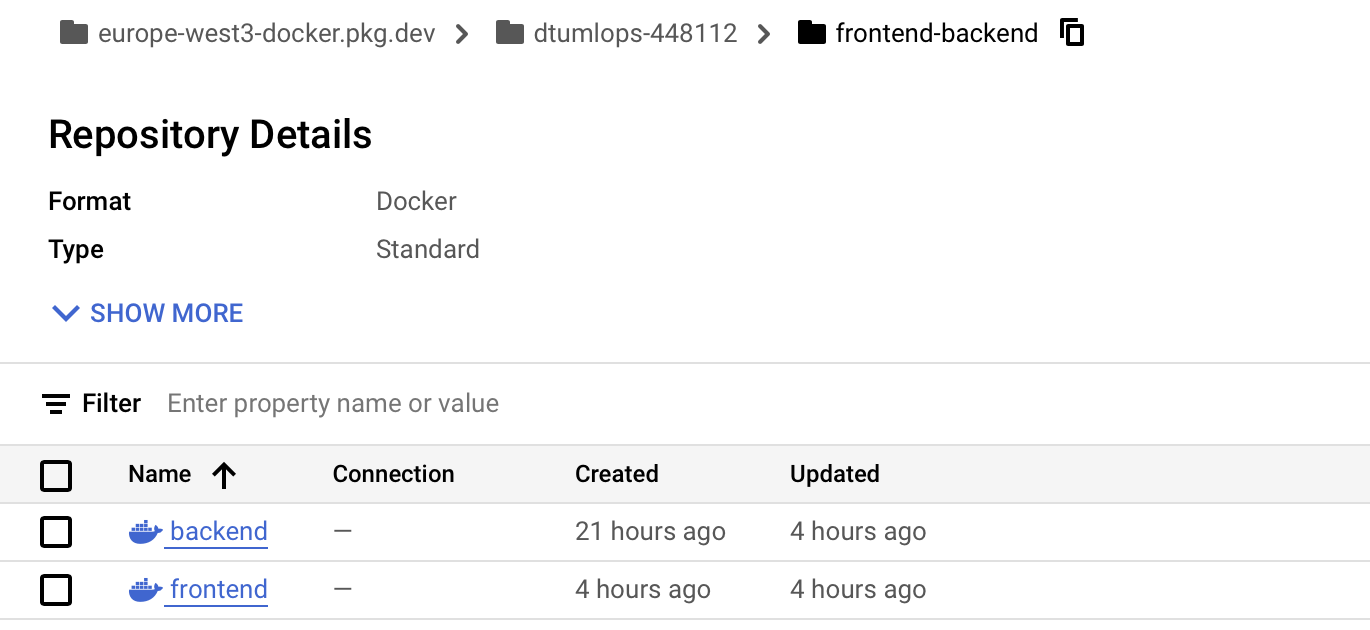 europe-west3-docker.pkg.dev dtumlops-448112 frontend-backend
Repository Details
Format Docker
Type Standard
SHOW MORE
Filter Enter property name or value
Name Connection Created Updated
backend — 21 hours ago 4 hours ago
frontend — 4 hours ago 4 hours ago